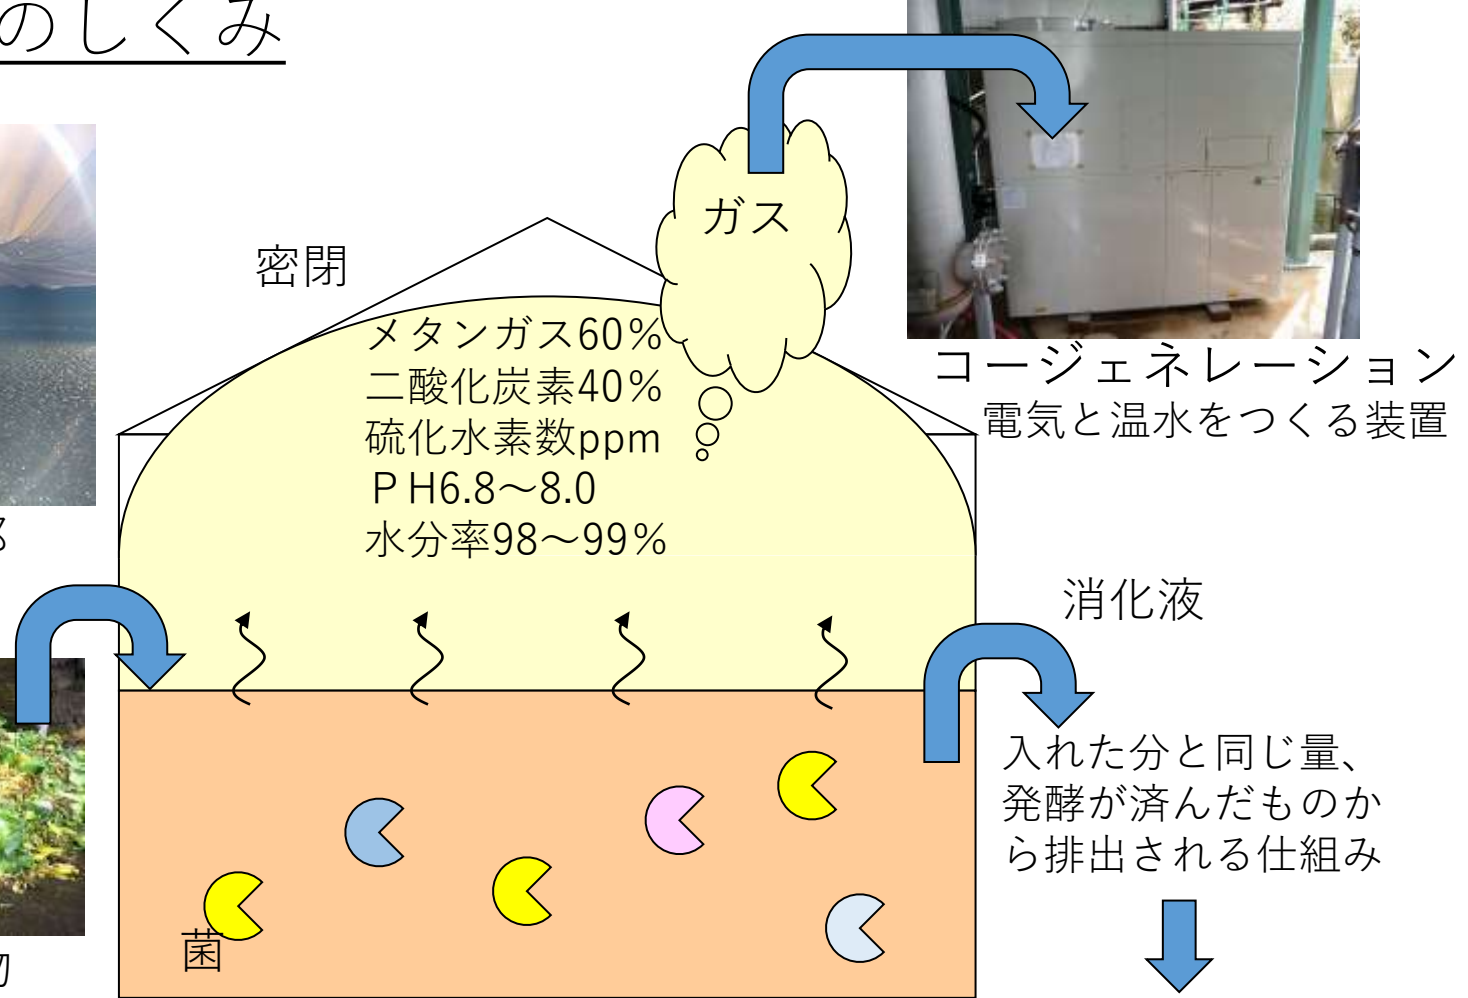 のしくみ
密閉
ガス
メタンガス60%
二酸化炭素40%
硫化水素数ppm
ＰH6.8～8.0
水分率98～99%
コージェネレーション
電気と温水をつくる装置
消化液
入れた分と同じ量、
発酵が済んだものか
ら排出される仕組み
菌